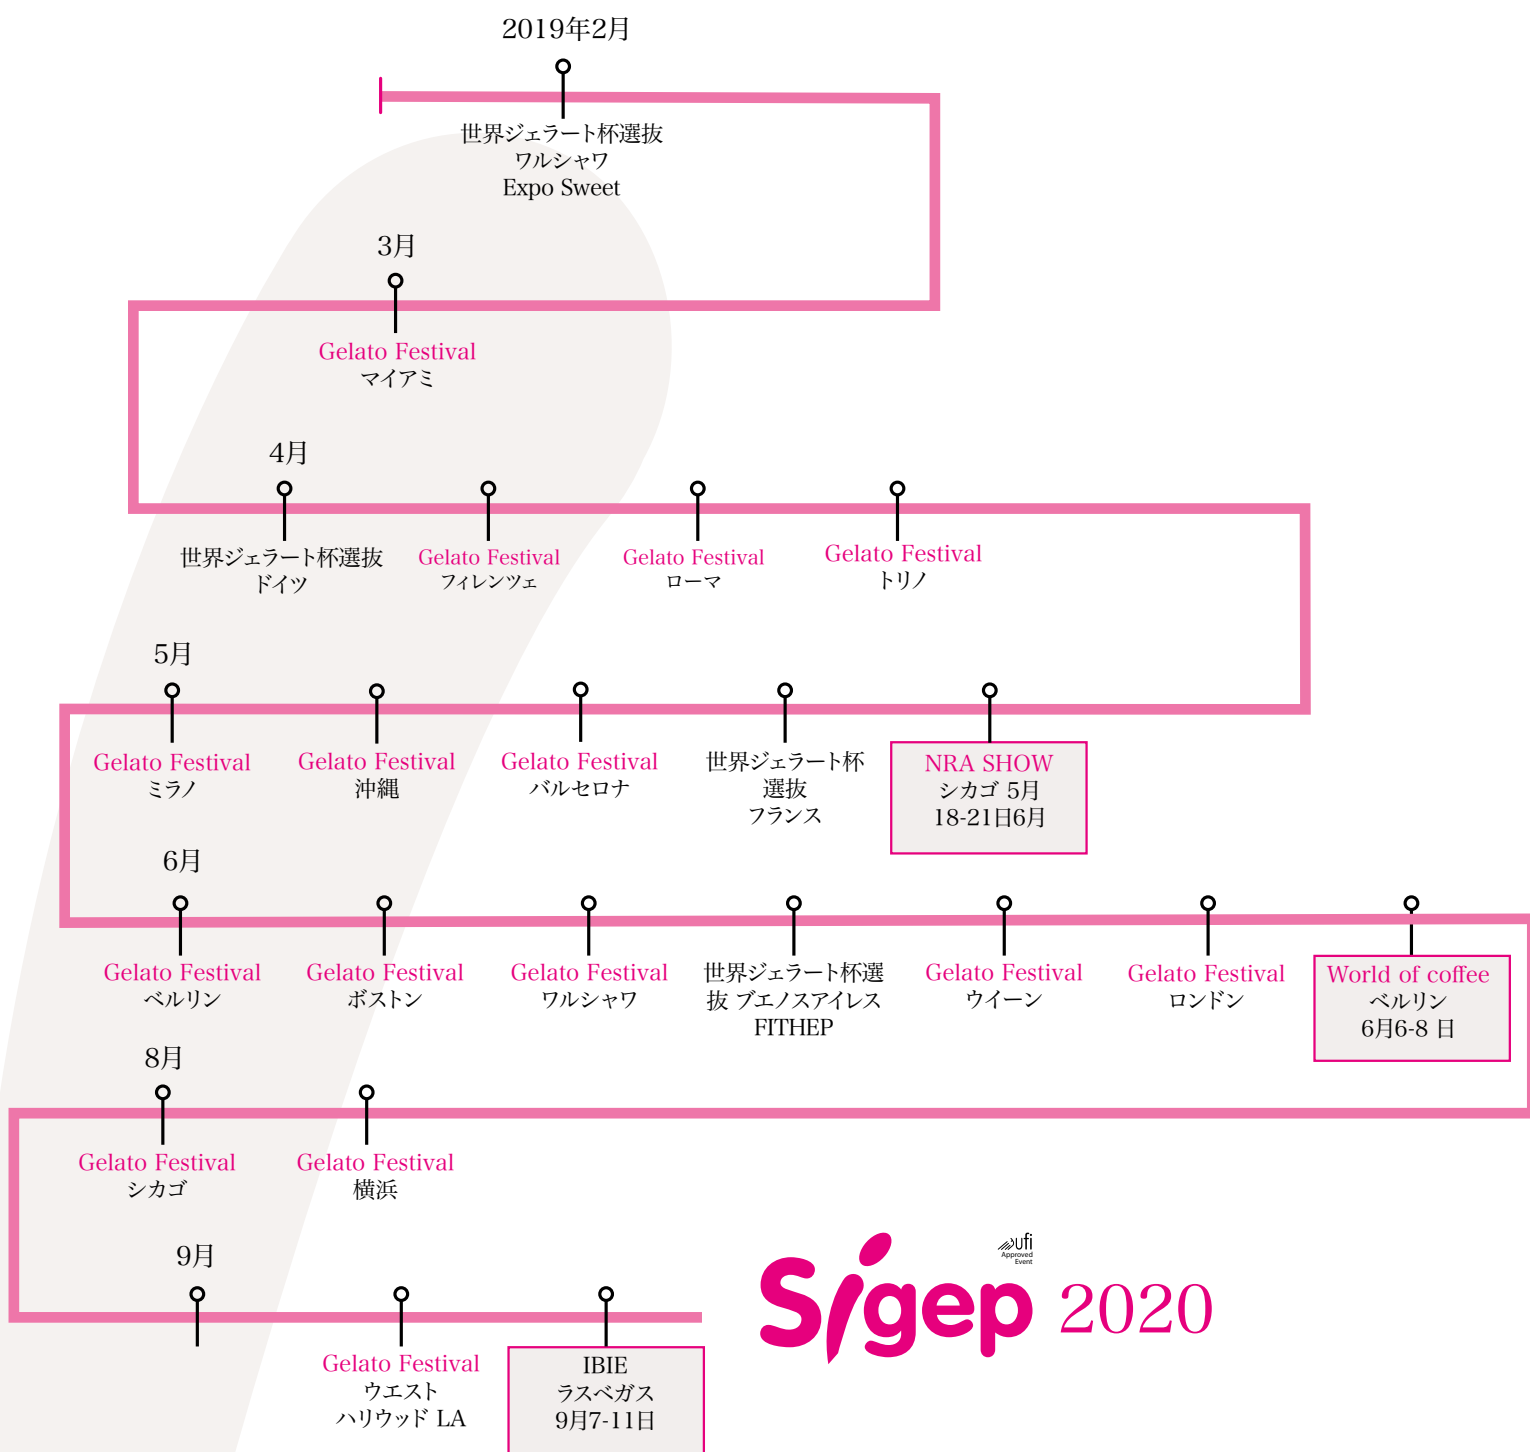 2019年2月
世界ジェラート杯選抜
ワルシャワ
Expo Sweet
3月
Gelato Festival
マイアミ
4月
世界ジェラート杯選抜
ドイツ
Gelato Festival
フィレンツェ
Gelato Festival
ローマ
Gelato Festival
トリノ
5月
Gelato Festival
ミラノ
Gelato Festival
沖縄
Gelato Festival
バルセロナ
世界ジェラート杯
選抜
フランス
NRA SHOW
シカゴ 5月
18-21日6月
6月
Gelato Festival
ベルリン
Gelato Festival
ボストン
Gelato Festival
ワルシャワ
世界ジェラート杯選
抜 ブエノスアイレス
FITHEP
Gelato Festival
ウイーン
Gelato Festival
ロンドン
World of coffee
ベルリン
6月6-8 日
8月
Gelato Festival
シカゴ
Gelato Festival
横浜
9月
Gelato Festival
ウエスト
ハリウッド LA
IBIE
ラスベガス
9月7-11日
ufi
Approved
Event
Sigep 2020